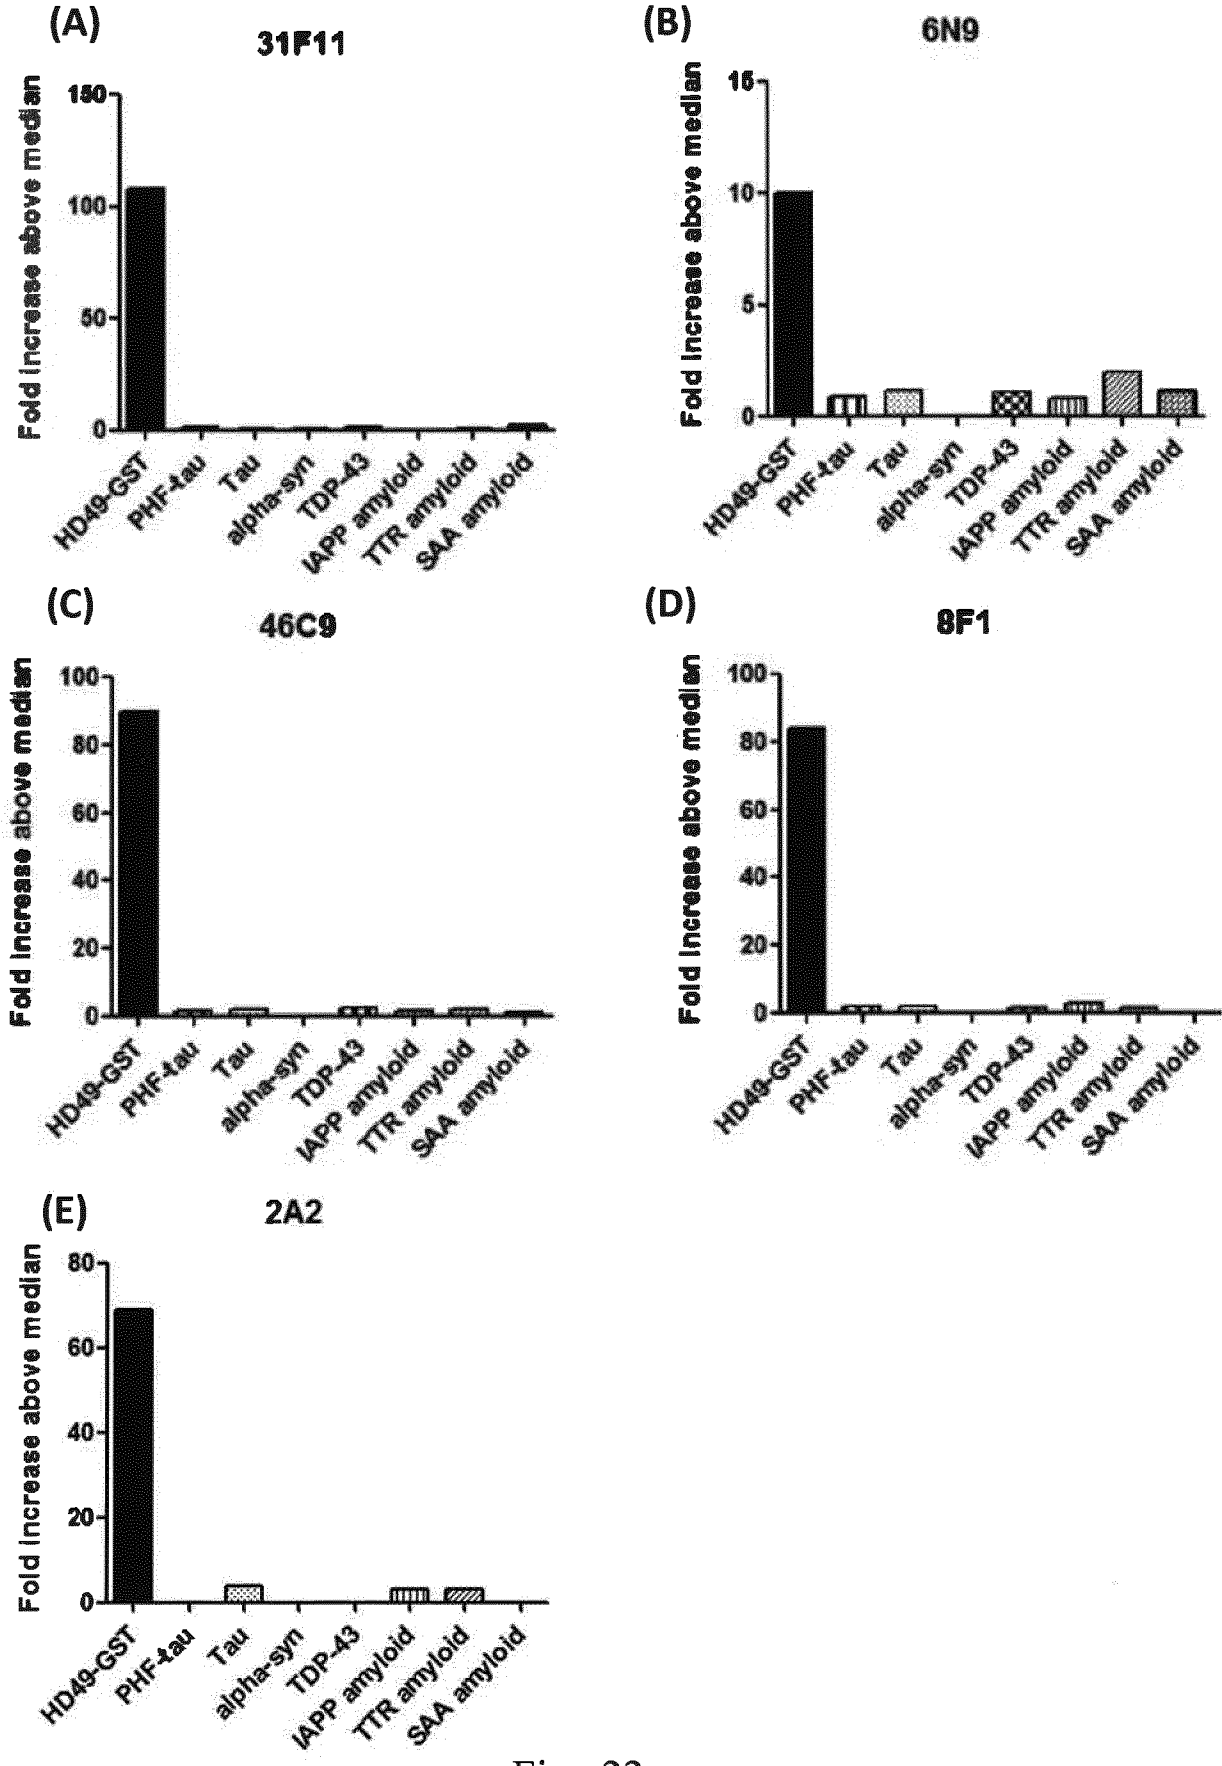 (A)
31F11
Fold increase above median
150
100
50
0
HD49-GST
PHF-tau
Tau
alpha-syn
TDP-43
IAPP amyloid
TTR amyloid
SAA amyloid
(B)
6N9
Fold increase above median
15
10
5
0
HD49-GST
PHF-tau
Tau
alpha-syn
TDP-43
IAPP amyloid
TTR amyloid
SAA amyloid
(C)
46C9
Fold increase above median
100
80
60
40
20
0
HD49-GST
PHF-tau
Tau
alpha-syn
TDP-43
IAPP amyloid
TTR amyloid
SAA amyloid
(D)
8F1
Fold increase above median
100
80
60
40
20
0
HD49-GST
PHF-tau
Tau
alpha-syn
TDP-43
IAPP amyloid
TTR amyloid
SAA amyloid
(E)
2A2
Fold increase above median
80
60
40
20
0
HD49-GST
PHF-tau
Tau
alpha-syn
TDP-43
IAPP amyloid
TTR amyloid
SAA amyloid